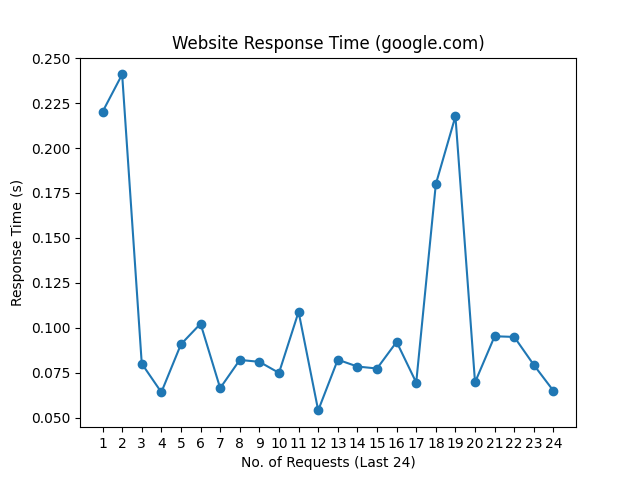 Website Response Time (google.com)
0.250
0.225
0.200
0.175
0.150
0.125
0.100
0.075
0.050
Response Time (s)
1 2 3 4 5 6 7 8 9 10 11 12 13 14 15 16 17 18 19 20 21 22 23 24
No. of Requests (Last 24)